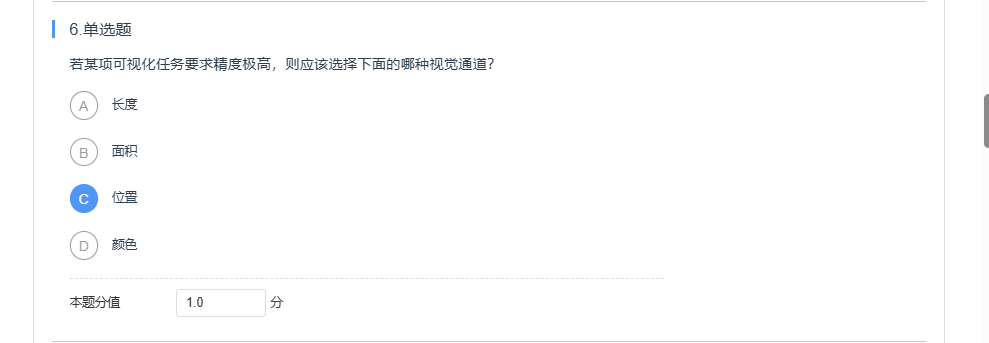 6.单选题
若某项可视化任务要求精度极高，则应该选择下面的哪种视觉通道？
A 长度
B 面积
C 位置
D 颜色
本题分值 1.0 分